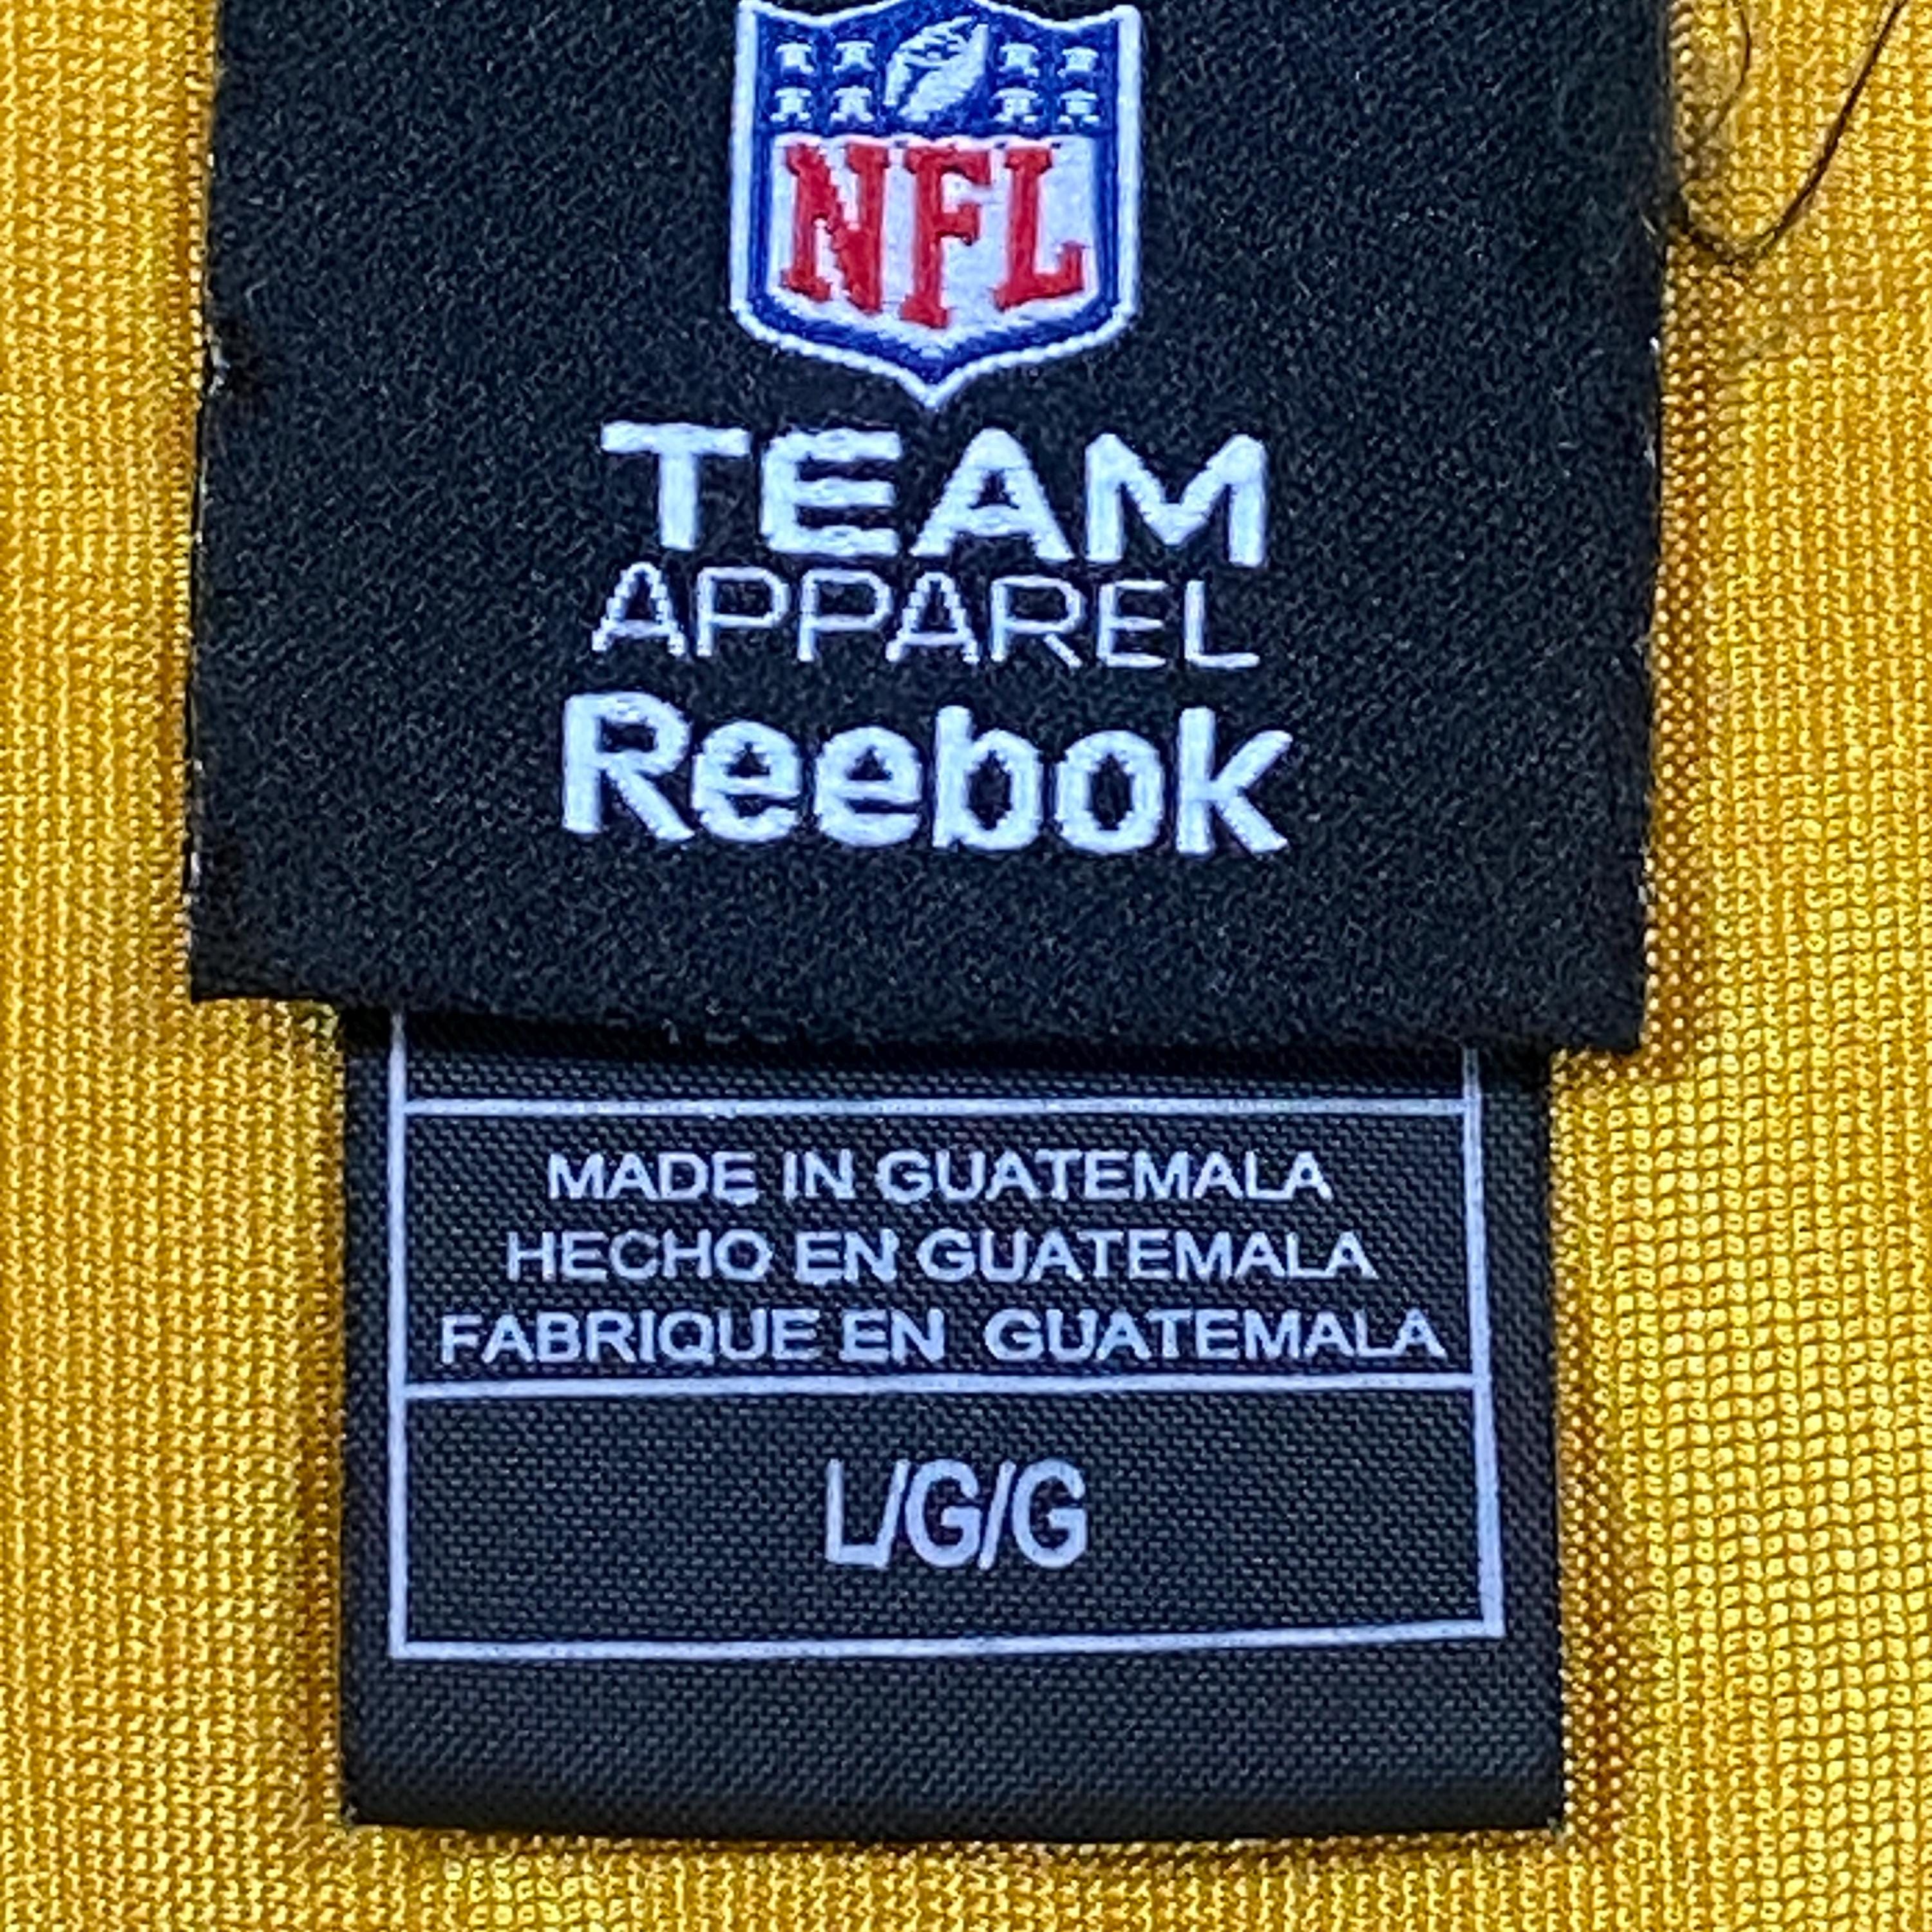 NFL
TEAM
APPAREL
Reebok
MADE IN GUATEMALA
HECHO EN GUATEMALA
FABRIQUE EN GUATEMALA
L/G/G